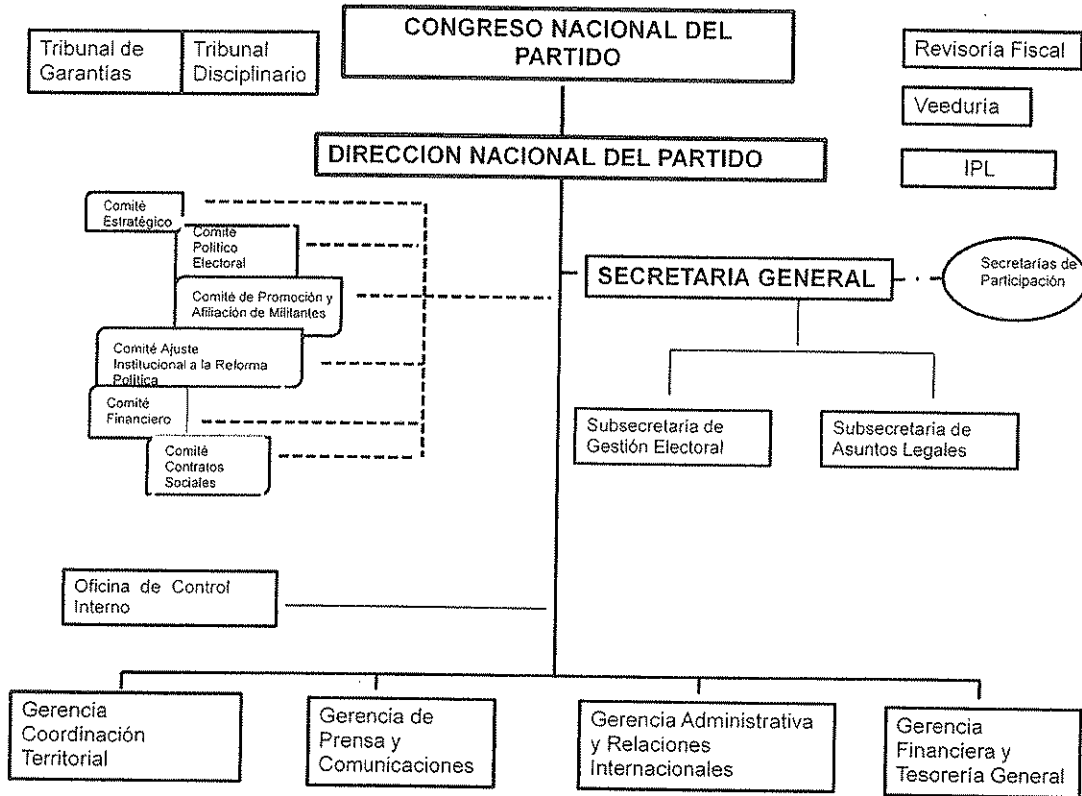 CONGRESO NACIONAL DEL
PARTIDO
Tribunal de
Garantías
Tribunal
Disciplinario
Revisoría Fiscal
Veeduría
IPL
DIRECCION NACIONAL DEL PARTIDO
Comité
Estratégico
Comité
Político
Electoral
Comité de Promoción y
Afiliación de Militantes
Comité Ajuste
Institucional a la Reforma
Política
Comité
Financiero
Comité
Contratos
Sociales
SECRETARIA GENERAL
Secretarías de
Participación
Subsecretaría de
Gestión Electoral
Subsecretaría de
Asuntos Legales
Oficina de Control
Interno
Gerencia
Coordinación
Territorial
Gerencia de
Prensa y
Comunicaciones
Gerencia Administrativa
y Relaciones
Internacionales
Gerencia
Financiera y
Tesorería General